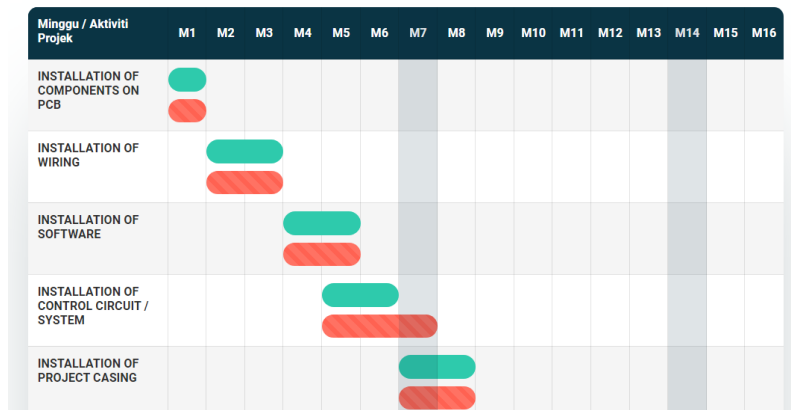 Minggu / Aktiviti
Projek
M1 M2 M3 M4 M5 M6 M7 M8 M9 M10 M11 M12 M13 M14 M15 M16
INSTALLATION OF
COMPONENTS ON
PCB
INSTALLATION OF
WIRING
INSTALLATION OF
SOFTWARE
INSTALLATION OF
CONTROL CIRCUIT /
SYSTEM
INSTALLATION OF
PROJECT CASING